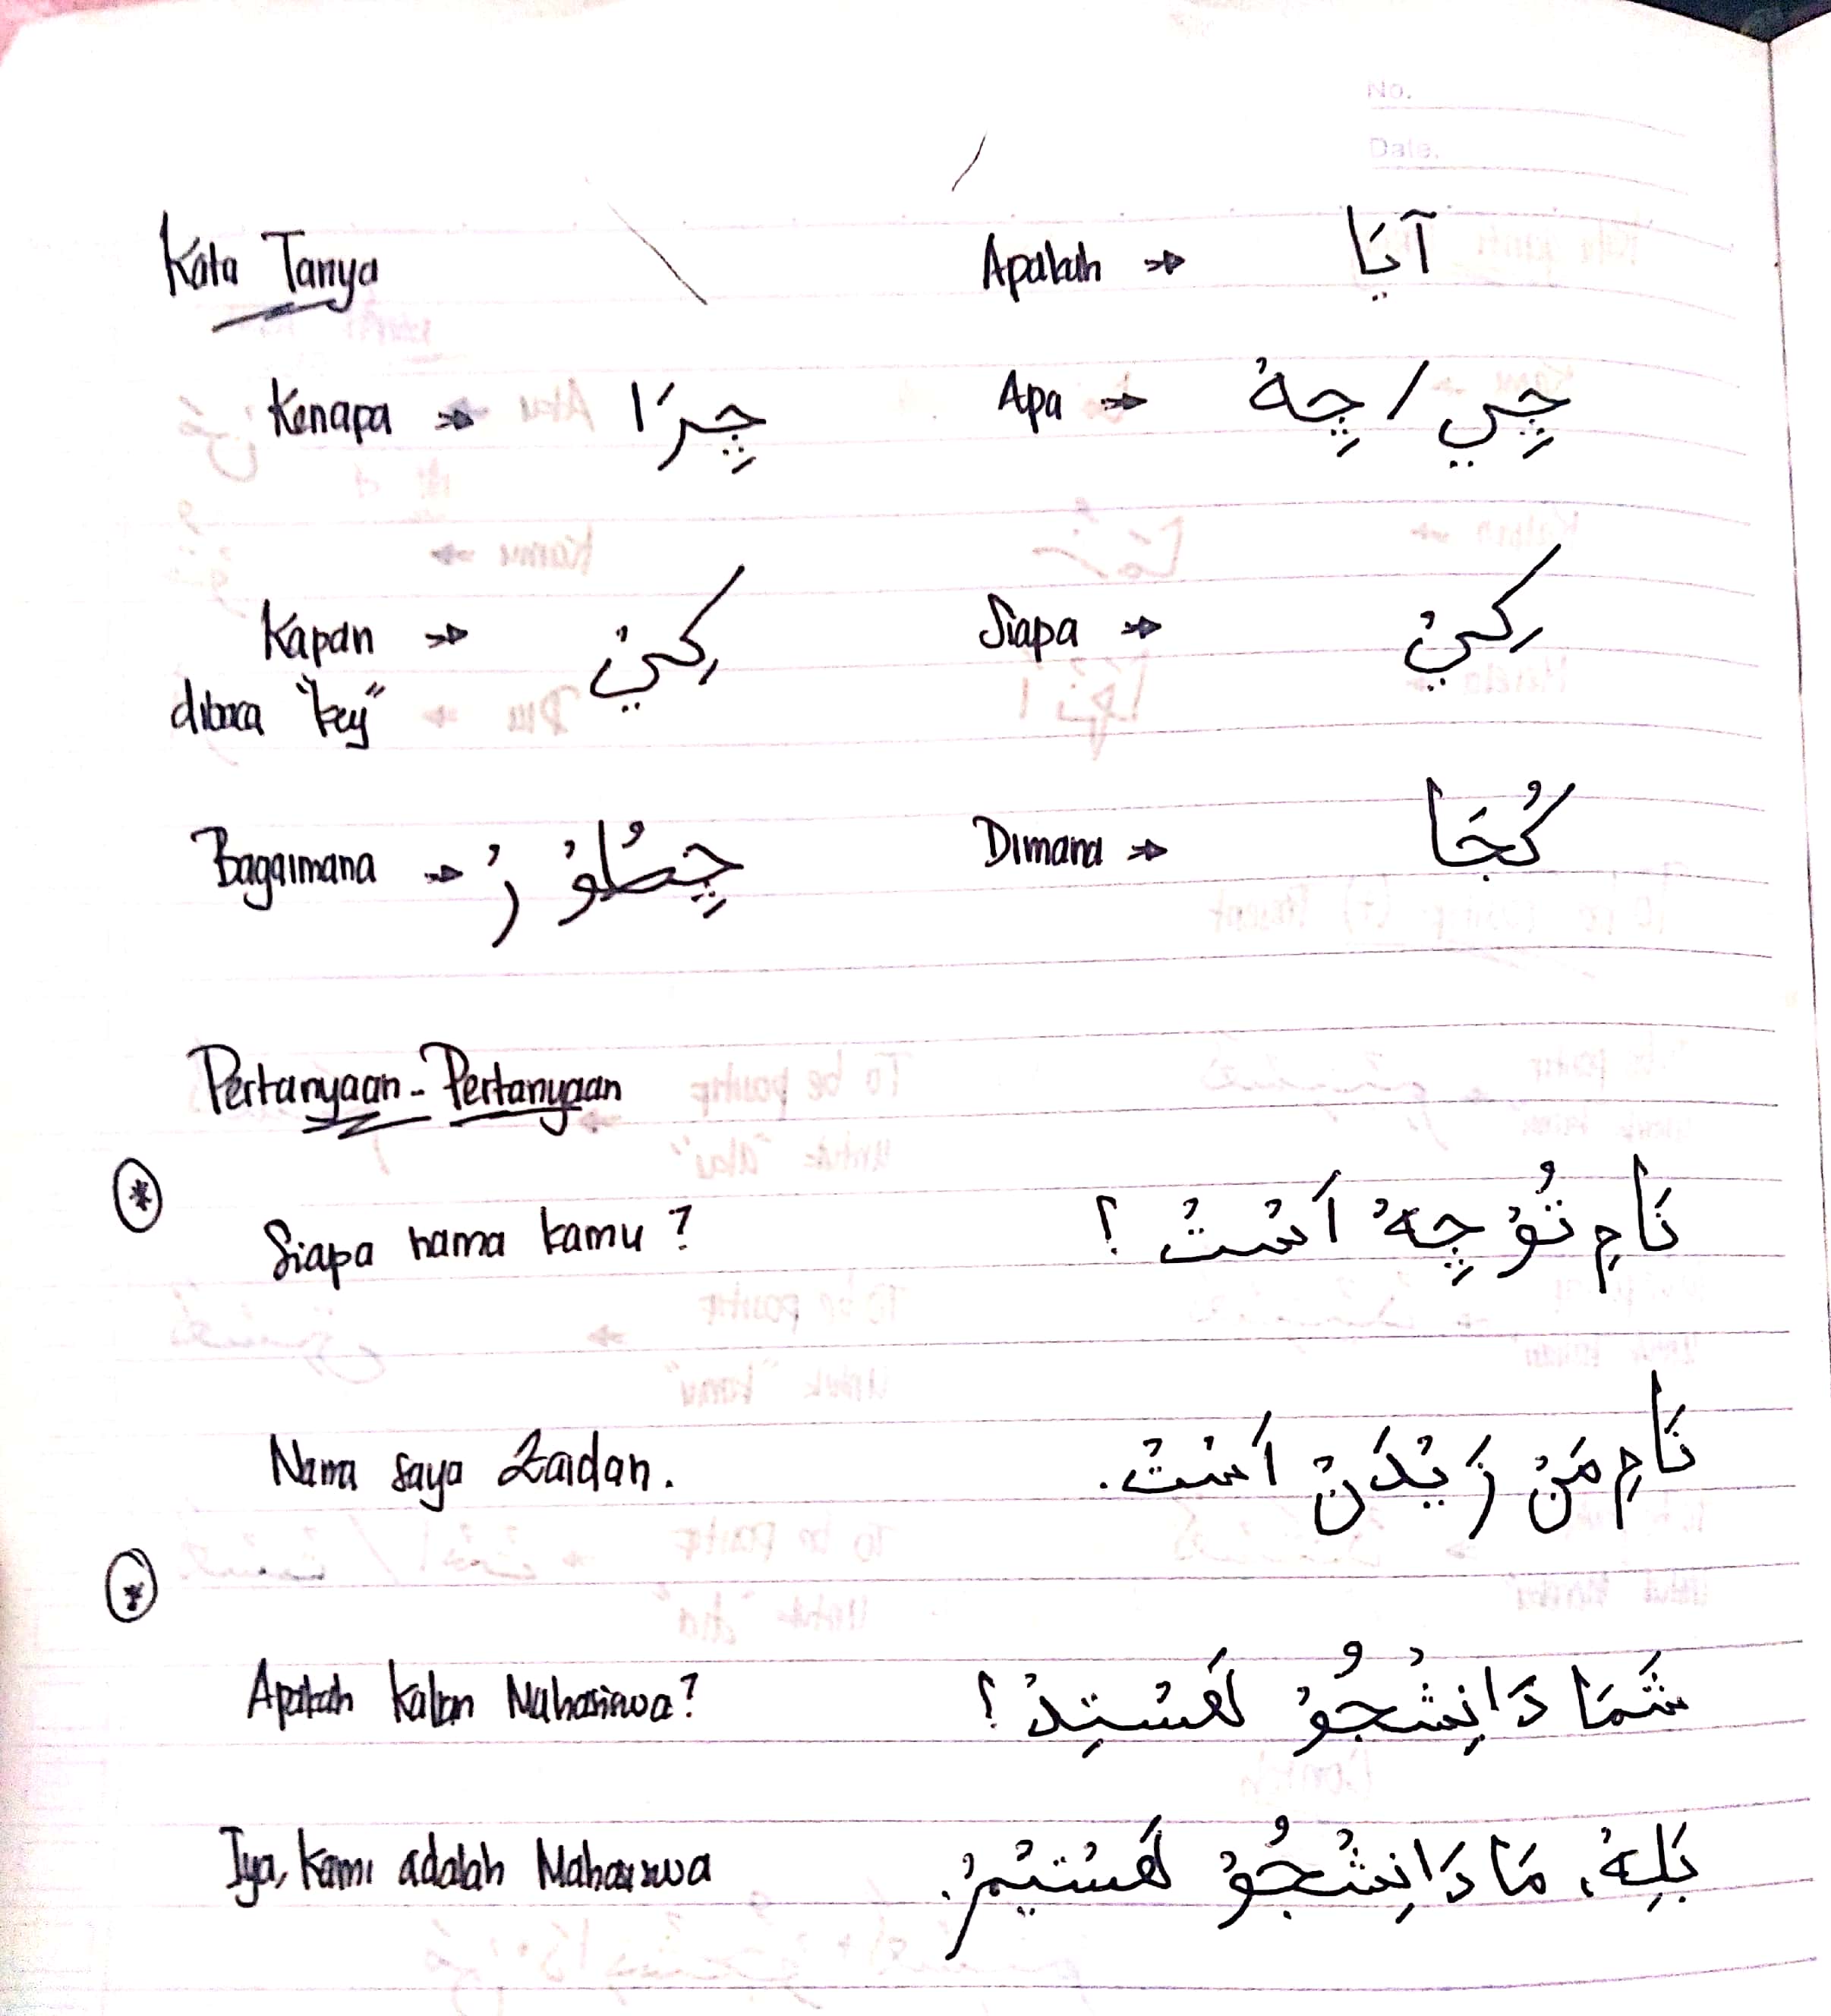 No.
Date.
Kata Tanya
Apakah → آيَا
Kenapa → چِرَا
Apa → چِي / چِهْ
Kapan → كِيْ
dibaca "key"
Siapa → كِيْ
Bagaimana → چِطُوْرْ
Dimana → كُجَا
Pertanyaan-Pertanyaan
* Siapa nama kamu? نَامِ تُوْ چِهْ اَسْتْ ؟
Nama saya Zaidan. نَامِ مَنْ زَيْدَنْ اَسْتْ.
* Apakah kalian Mahasiswa? شُمَا دَانِشْجُوْ هَسْتِيدْ ؟
Iya, Kami adalah Mahasiswa بَلِهْ، مَا دَانِشْجُوْ هَسْتِيْمْ.